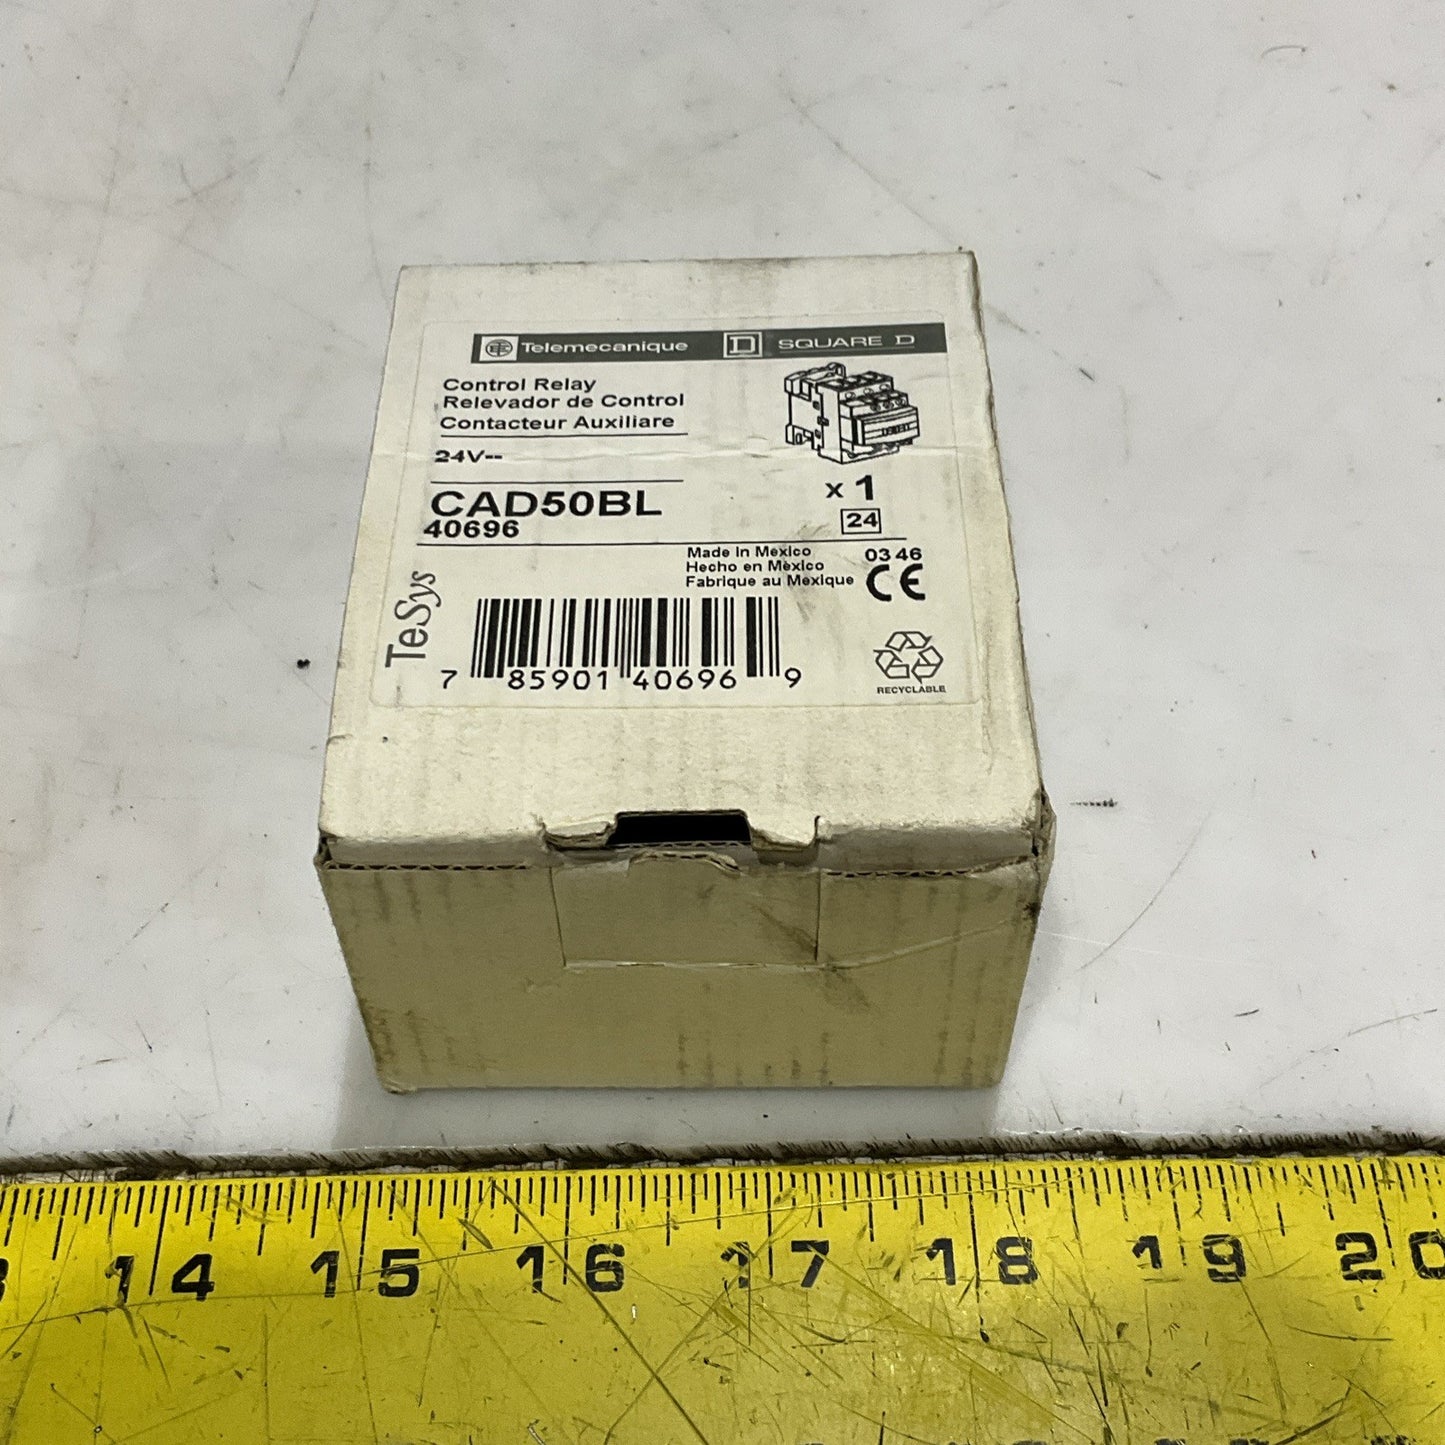 Telemecanique D SQUARE D
Control Relay
Relevador de Control
Contacteur Auxiliare
24V--
CAD50BL
40696
x 1
24
Made In Mexico
Hecho en Mèxico
Fabrique au Mexique
03 46
CE
TeSys
7 85901 40696 9
RECYCLABLE
3 14 15 16 17 18 19 20